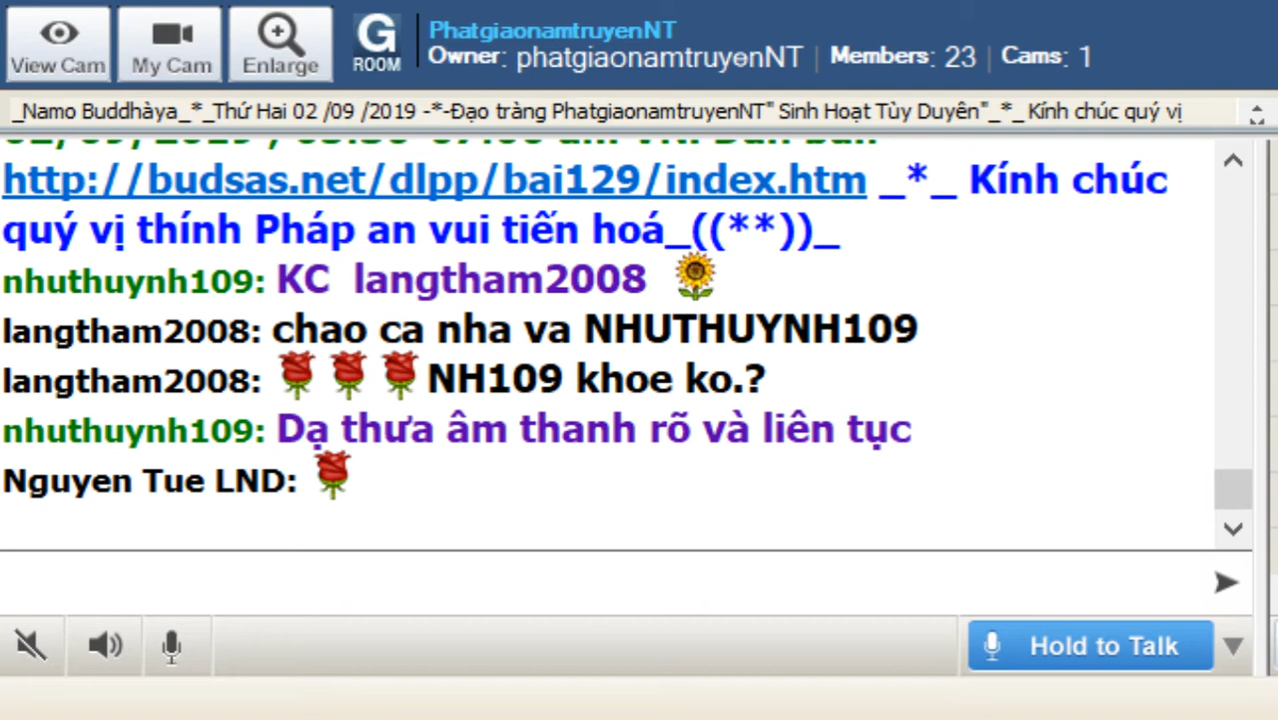 View Cam
My Cam
Enlarge
G
ROOM
PhatgiaonamtruyenNT
Owner: phatgiaonamtruyenNT | Members: 23 | Cams: 1
_Namo Buddhàya_*_Thứ Hai 02 /09 /2019 -*-Đạo tràng PhatgiaonamtruyenNT" Sinh Hoạt Tùy Duyên"_*_ Kính chúc quý vị
http://budsas.net/dlpp/bai129/index.htm _*_ Kính chúc
quý vị thính Pháp an vui tiến hoá_((**))_
nhuthuynh109: KC langtham2008
langtham2008: chao ca nha va NHUTHUYNH109
langtham2008: NH109 khoe ko.?
nhuthuynh109: Dạ thưa âm thanh rõ và liên tục
Nguyen Tue LND:
Hold to Talk